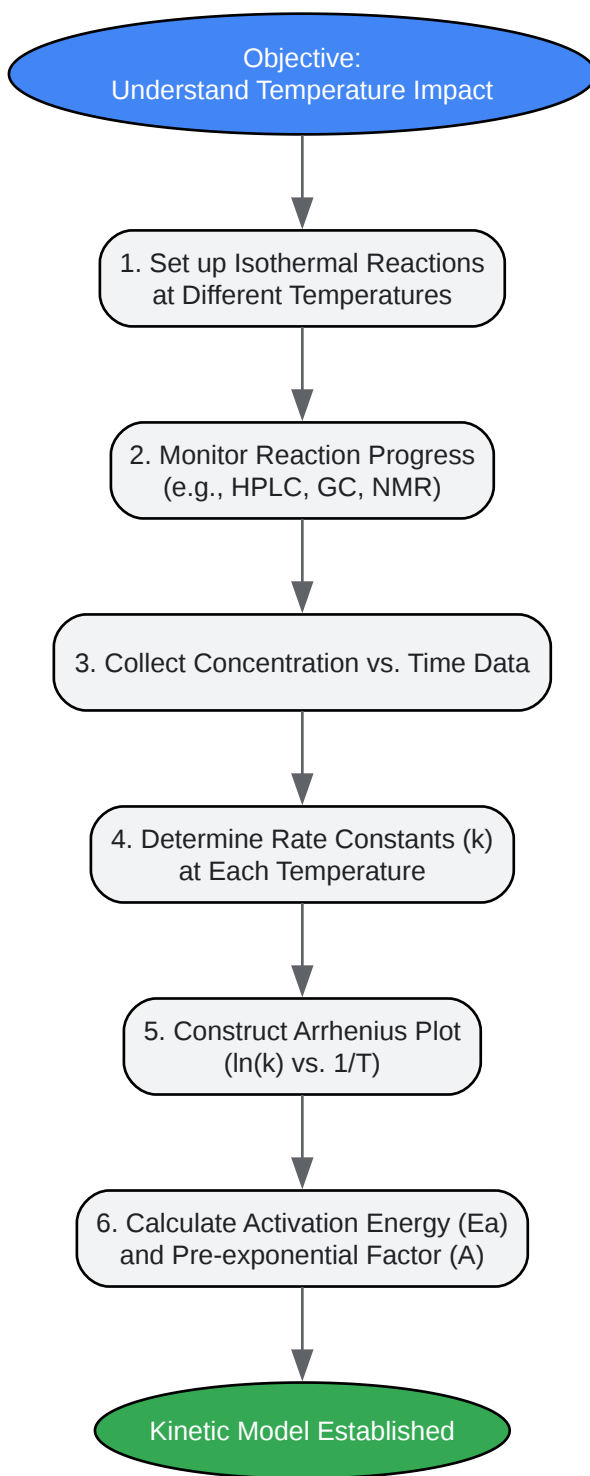 Objective:
Understand Temperature Impact
1. Set up Isothermal Reactions
at Different Temperatures
2. Monitor Reaction Progress
(e.g., HPLC, GC, NMR)
3. Collect Concentration vs. Time Data
4. Determine Rate Constants (k)
at Each Temperature
5. Construct Arrhenius Plot
(ln(k) vs. 1/T)
6. Calculate Activation Energy (Ea)
and Pre-exponential Factor (A)
Kinetic Model Established